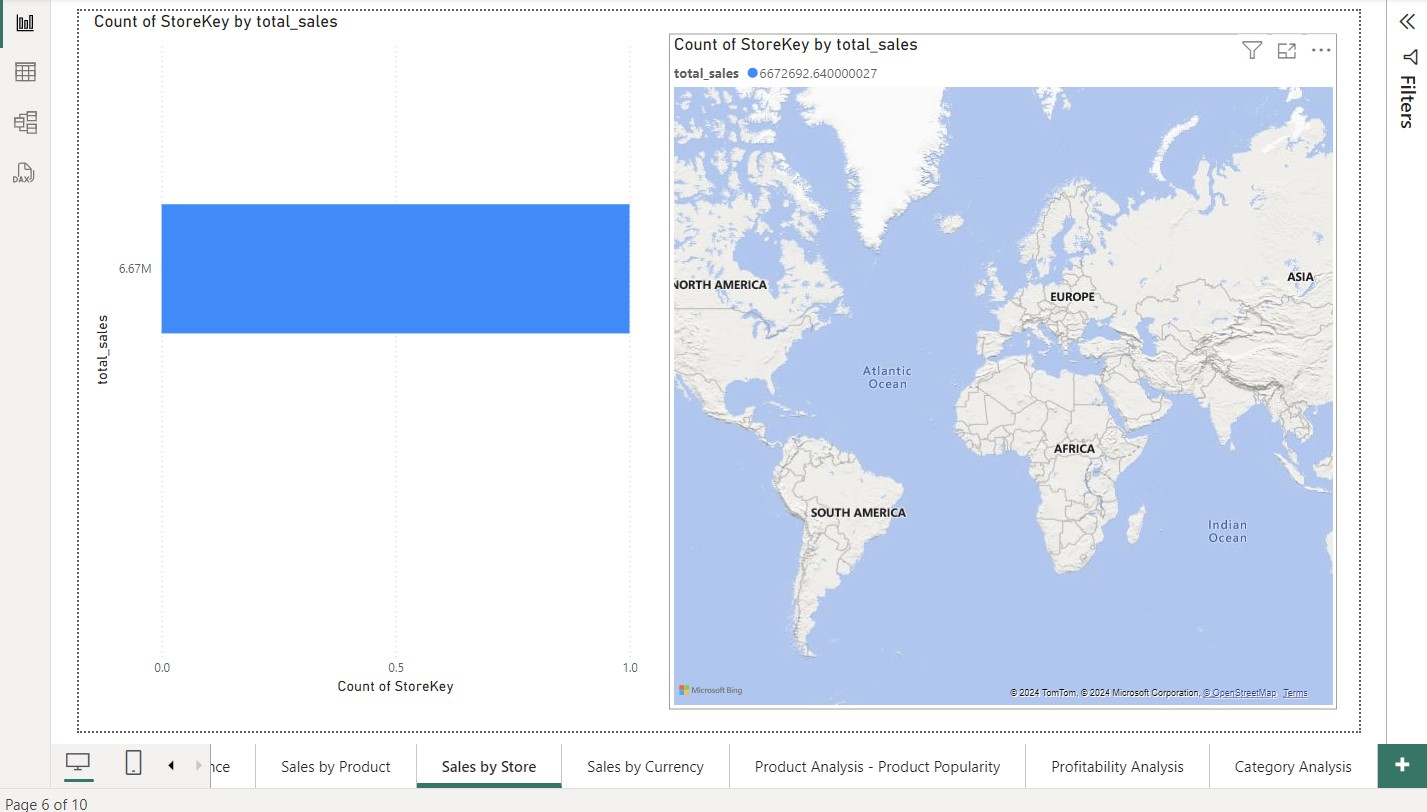 Count of StoreKey by total_sales
6.67M
total_sales
0.0 0.5 1.0
Count of StoreKey
Count of StoreKey by total_sales
total_sales 6672692.640000027
NORTH AMERICA
EUROPE
ASIA
Atlantic
Ocean
AFRICA
SOUTH AMERICA
Indian
Ocean
Microsoft Bing
© 2024 TomTom, © 2024 Microsoft Corporation, © OpenStreetMap Terms
Filters
DAX
nce Sales by Product Sales by Store Sales by Currency Product Analysis - Product Popularity Profitability Analysis Category Analysis +
Page 6 of 10